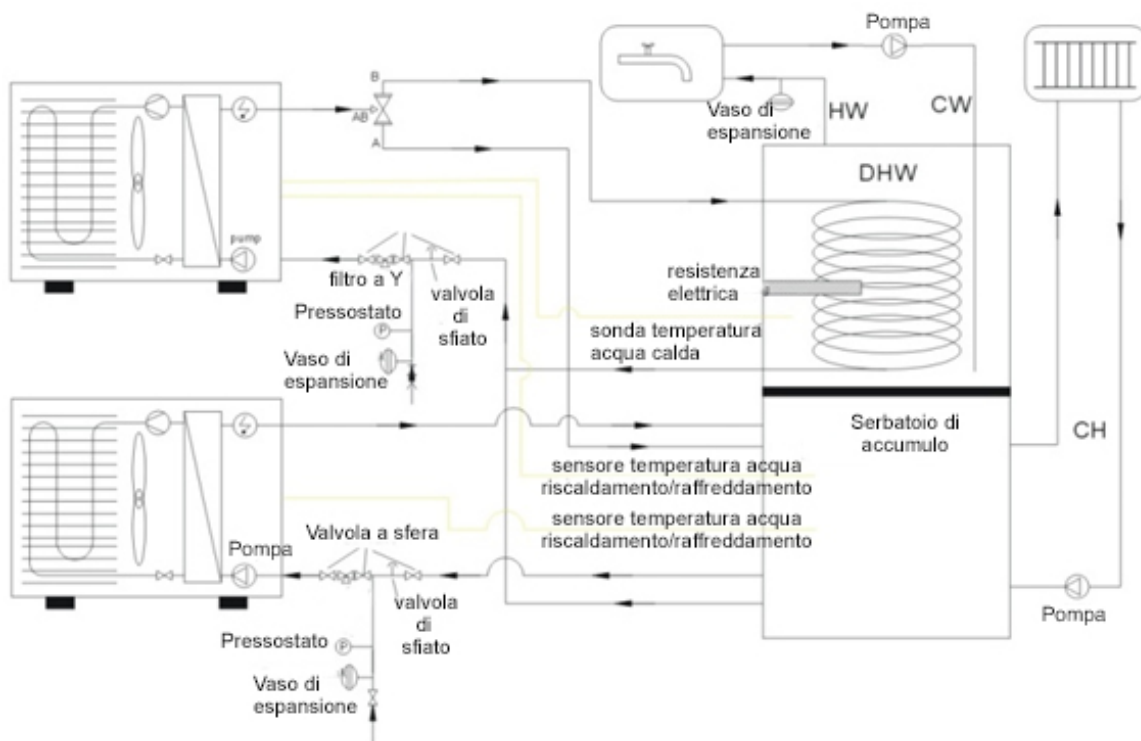 Pompa
B
AB
A
Vaso di
espansione
HW
CW
DHW
pump
filtro a Y
valvola
di
sfiato
Pressostato
P
Vaso di
espansione
resistenza
elettrica
sonda temperatura
acqua calda
Serbatoio di
accumulo
CH
sensore temperatura acqua
riscaldamento/raffreddamento
sensore temperatura acqua
riscaldamento/raffreddamento
Valvola a sfera
Pompa
valvola
di
sfiato
Pressostato
P
Vaso di
espansione
Pompa